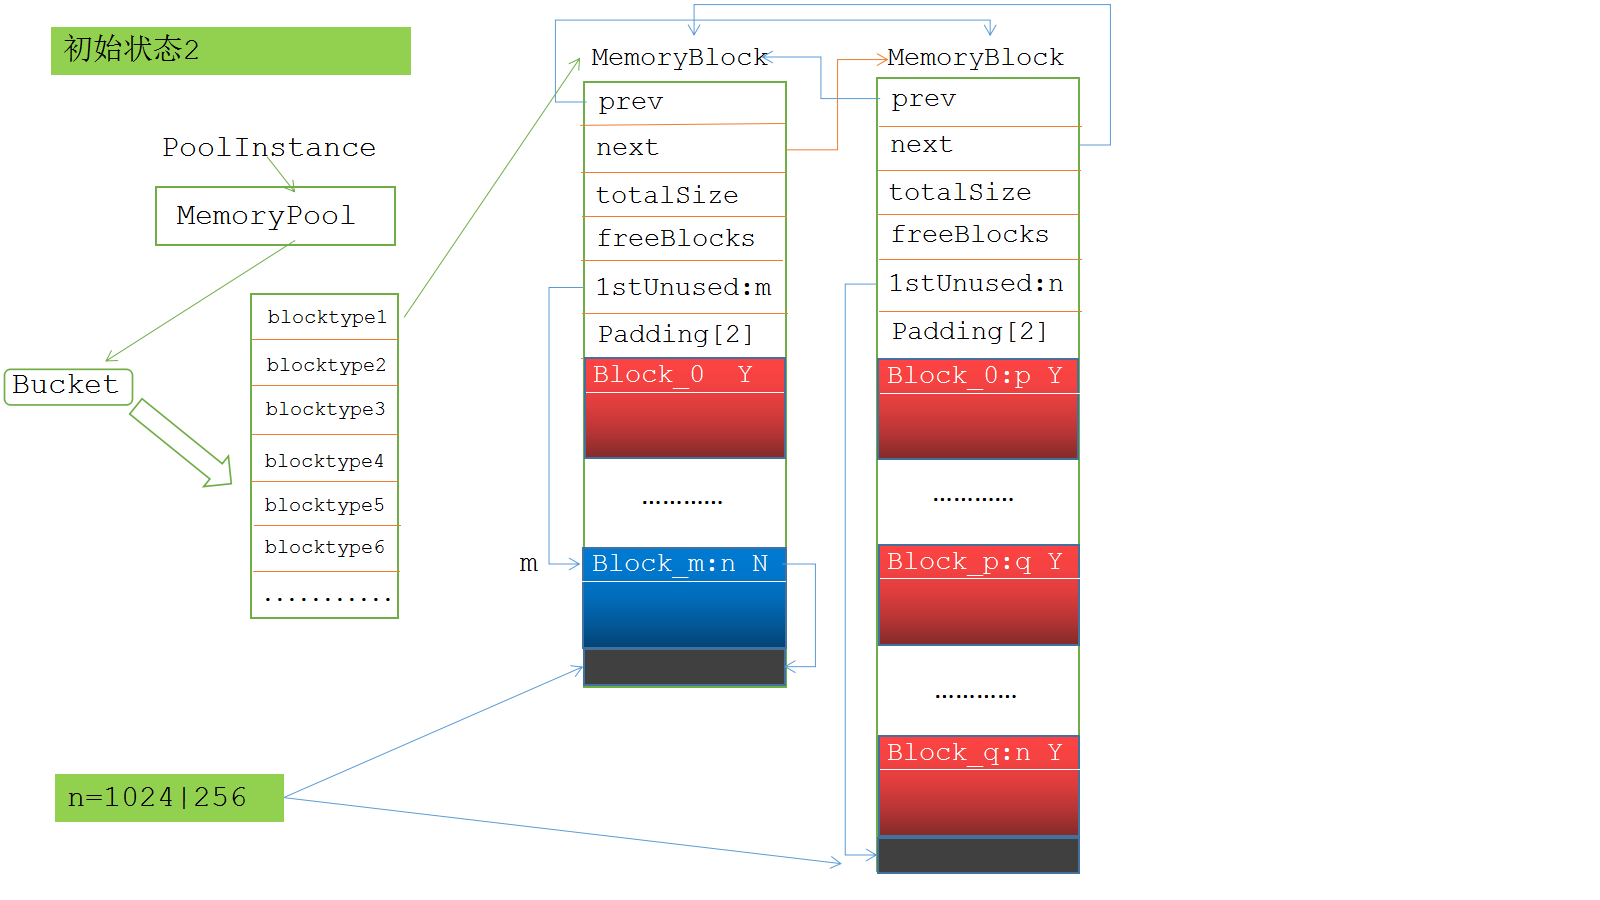 初始状态2
PoolInstance
MemoryPool
Bucket
blocktype1
blocktype2
blocktype3
blocktype4
blocktype5
blocktype6
...........
n=1024|256
MemoryBlock
prev
next
totalSize
freeBlocks
1stUnused:m
Padding[2]
Block_0 Y
…………
m
Block_m:n N
MemoryBlock
prev
next
totalSize
freeBlocks
1stUnused:n
Padding[2]
Block_0:p Y
…………
Block_p:q Y
…………
Block_q:n Y